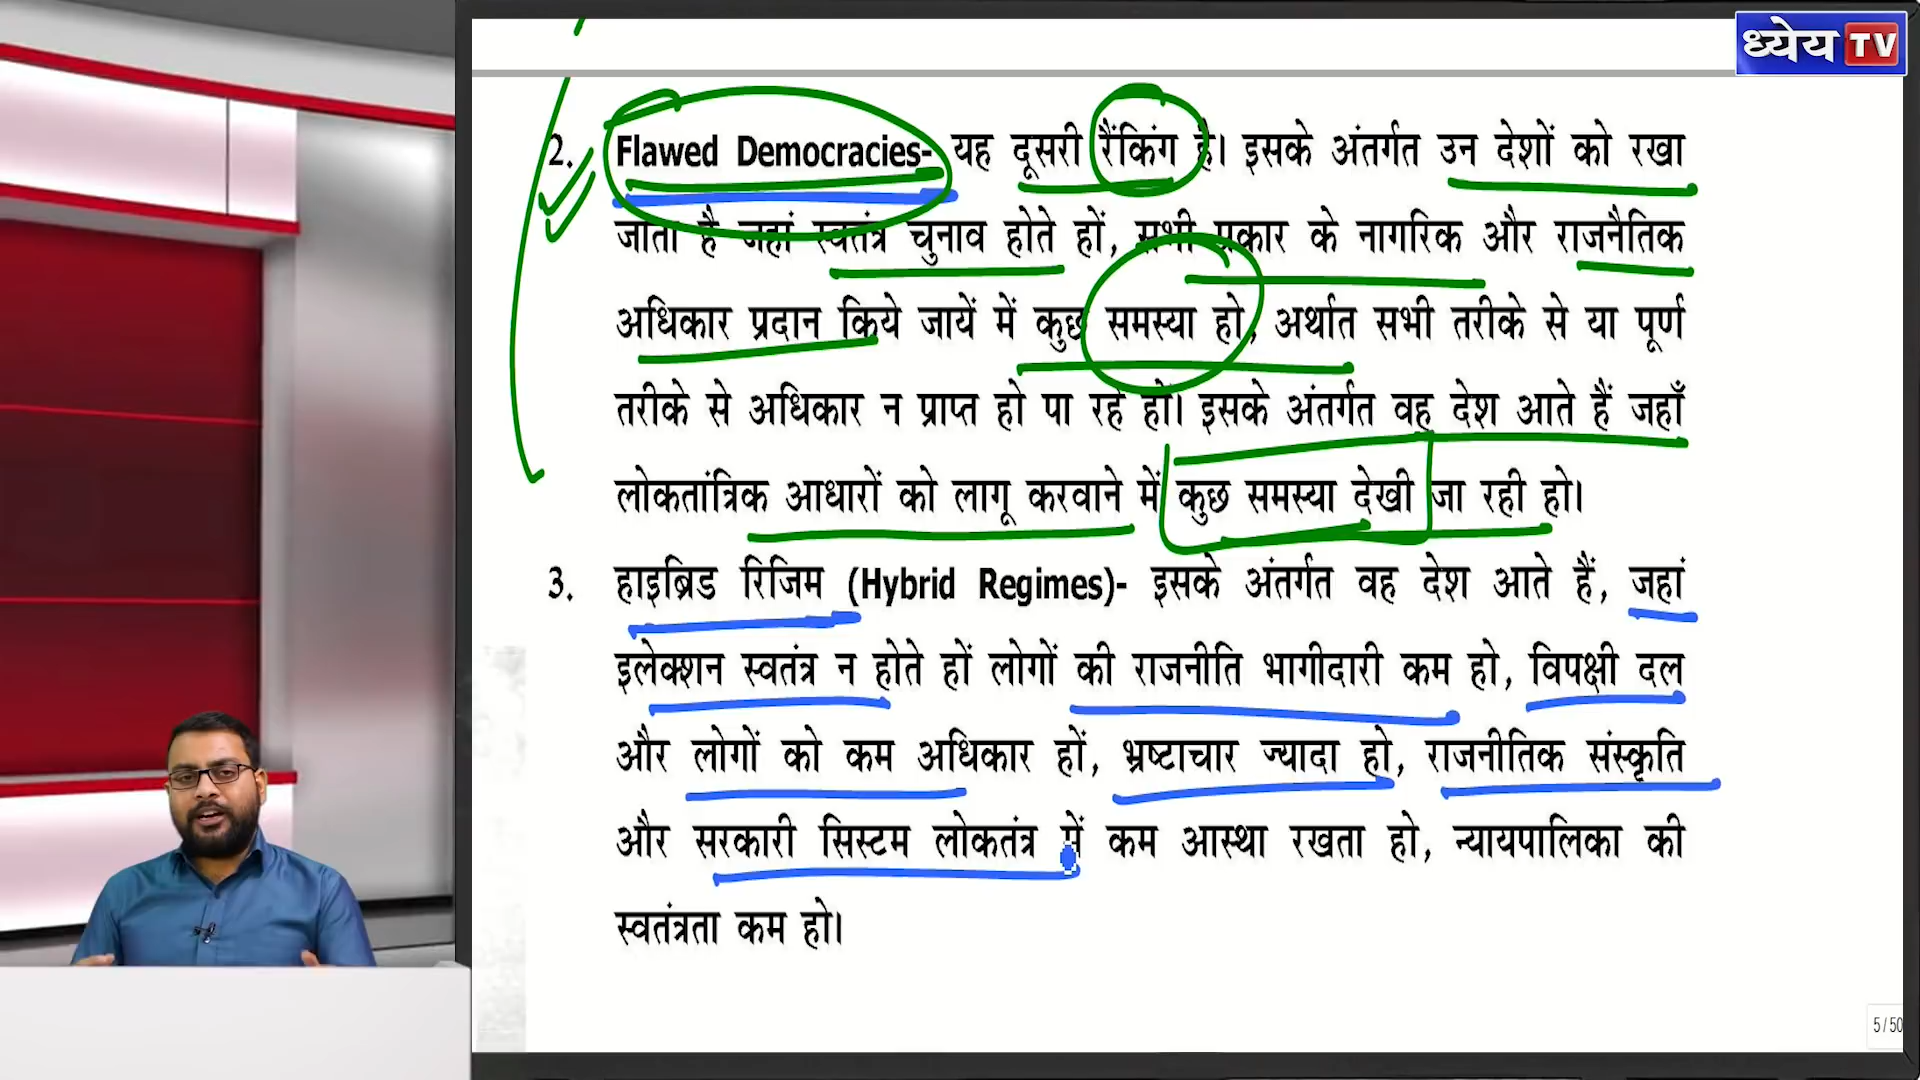 ध्येय TV
2. Flawed Democracies- यह दूसरी रैंकिंग है। इसके अंतर्गत उन देशों को रखा
जाता है जहां स्वतंत्र चुनाव होते हों, सभी प्रकार के नागरिक और राजनैतिक
अधिकार प्रदान किये जायें में कुछ समस्या हो, अर्थात सभी तरीके से या पूर्ण
तरीके से अधिकार न प्राप्त हो पा रहे हों। इसके अंतर्गत वह देश आते हैं जहाँ
लोकतांत्रिक आधारों को लागू करवाने में कुछ समस्या देखी जा रही हो।
3. हाइब्रिड रिजिम (Hybrid Regimes)- इसके अंतर्गत वह देश आते हैं, जहां
इलेक्शन स्वतंत्र न होते हों लोगों की राजनीति भागीदारी कम हो, विपक्षी दल
और लोगों को कम अधिकार हों, भ्रष्टाचार ज्यादा हो, राजनीतिक संस्कृति
और सरकारी सिस्टम लोकतंत्र में कम आस्था रखता हो, न्यायपालिका की
स्वतंत्रता कम हो।
5/50